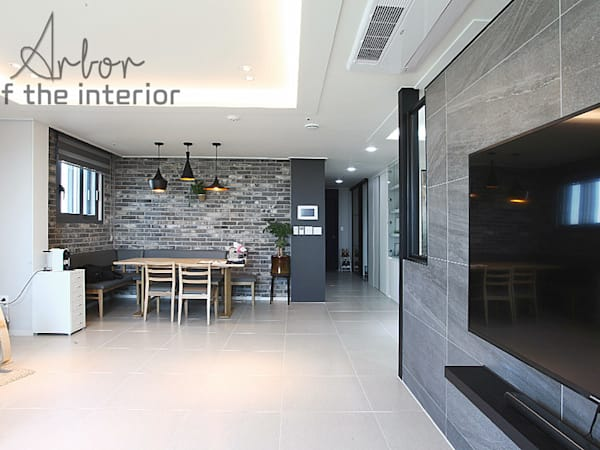 Arbor
f the interior